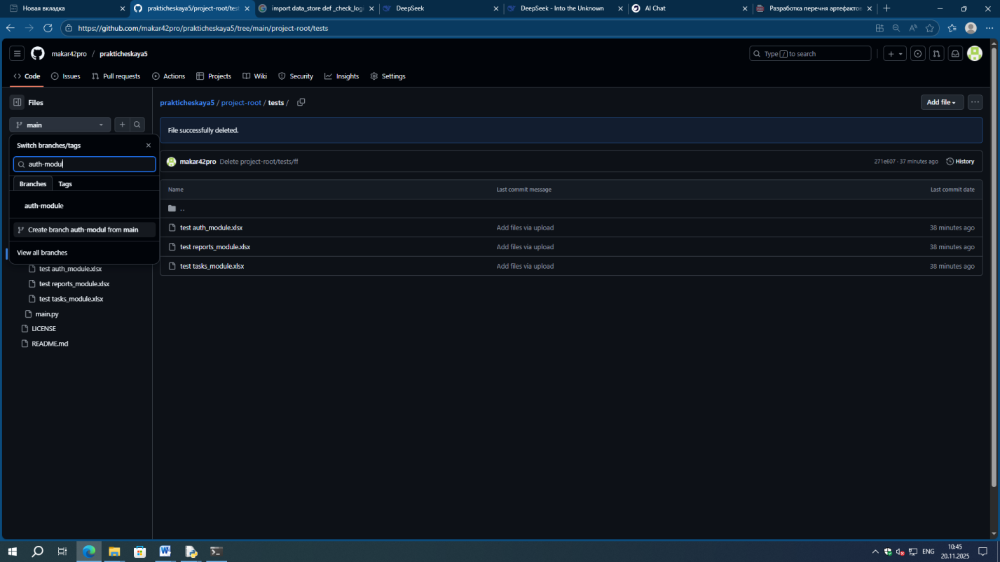 Новая вкладка
prakticheskaya5/project-root/test
import data_store def _check_logi
DeepSeek
DeepSeek - Into the Unknown
AI Chat
Разработка перечня артефактов
https://github.com/makar42pro/prakticheskaya5/tree/main/project-root/tests
makar42pro / prakticheskaya5
Type / to search
Code
Issues
Pull requests
Actions
Projects
Wiki
Security
Insights
Settings
Files
prakticheskaya5 / project-root / tests /
Add file
main
Switch branches/tags
auth-modul
Branches
Tags
auth-module
Create branch auth-modul from main
View all branches
test auth_module.xlsx
test reports_module.xlsx
test tasks_module.xlsx
main.py
LICENSE
README.md
File successfully deleted.
makar42pro Delete project-root/tests/ff
271e607 · 37 minutes ago
History
Name
Last commit message
Last commit date
..
test auth_module.xlsx
Add files via upload
38 minutes ago
test reports_module.xlsx
Add files via upload
38 minutes ago
test tasks_module.xlsx
Add files via upload
38 minutes ago
ENG
10:45
20.11.2025